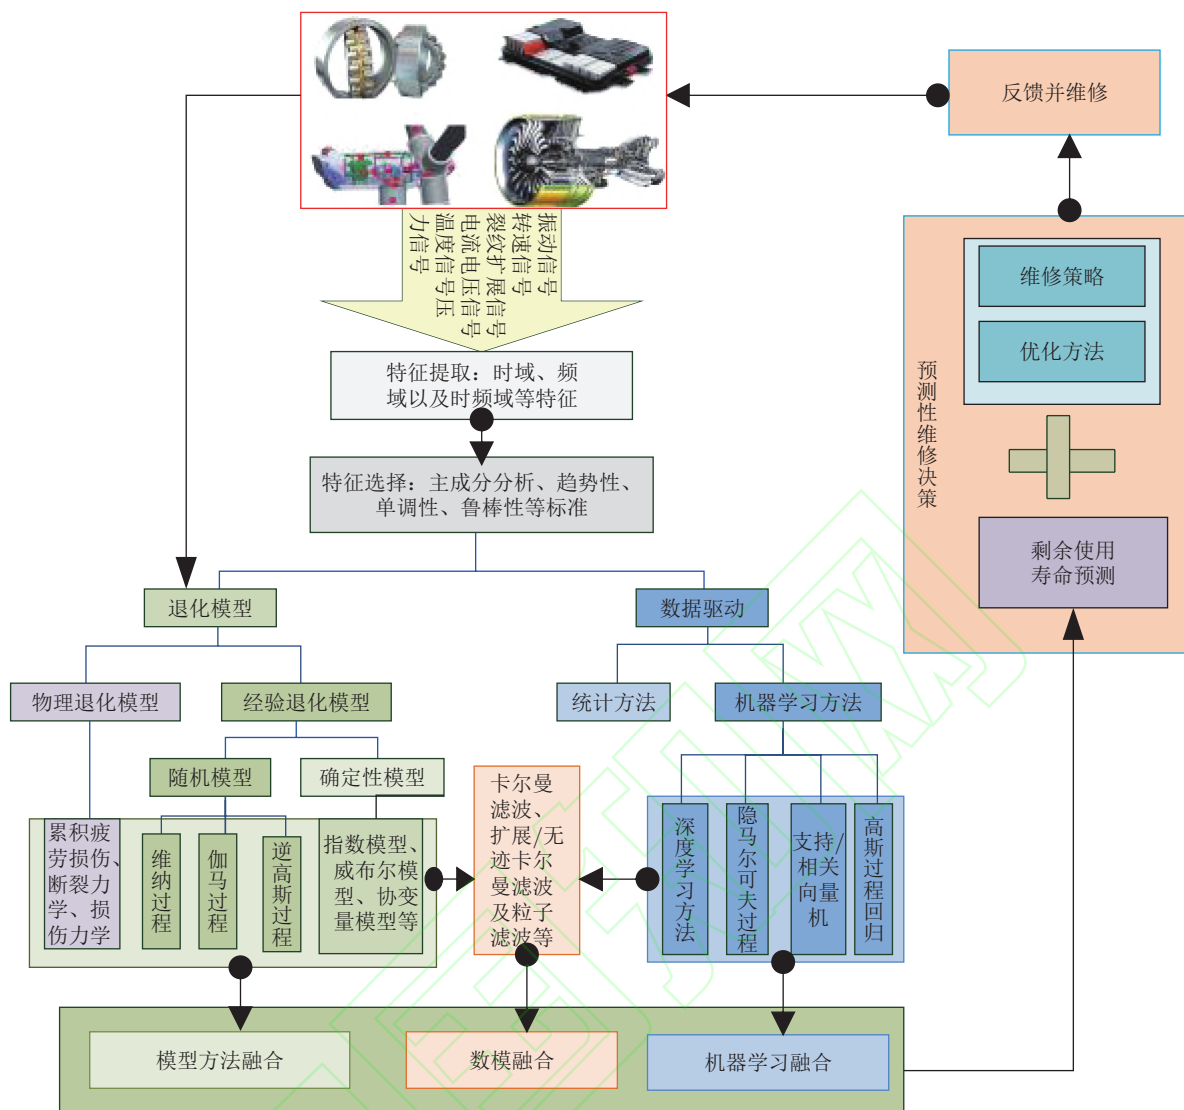 反馈并维修
振动信号
转速信号
裂纹扩展信号
电流电压信号
温度信号压
力信号
维修策略
优化方法
预测性维修决策
剩余使用
寿命预测
特征提取：时域、频
域以及时频域等特征
特征选择：主成分分析、趋势性、
单调性、鲁棒性等标准
退化模型
数据驱动
物理退化模型
经验退化模型
统计方法
机器学习方法
随机模型
确定性模型
累积疲
劳损伤、
断裂力
学、损
伤力学
维纳过程
伽马过程
逆高斯过程
指数模型、
威布尔模
型、协变
量模型等
卡尔曼
滤波、
扩展/无
迹卡尔
曼滤波
及粒子
滤波等
深度学习方法
隐马尔可夫过程
支持/
相关
向量
机
高斯过程回归
模型方法融合
数模融合
机器学习融合